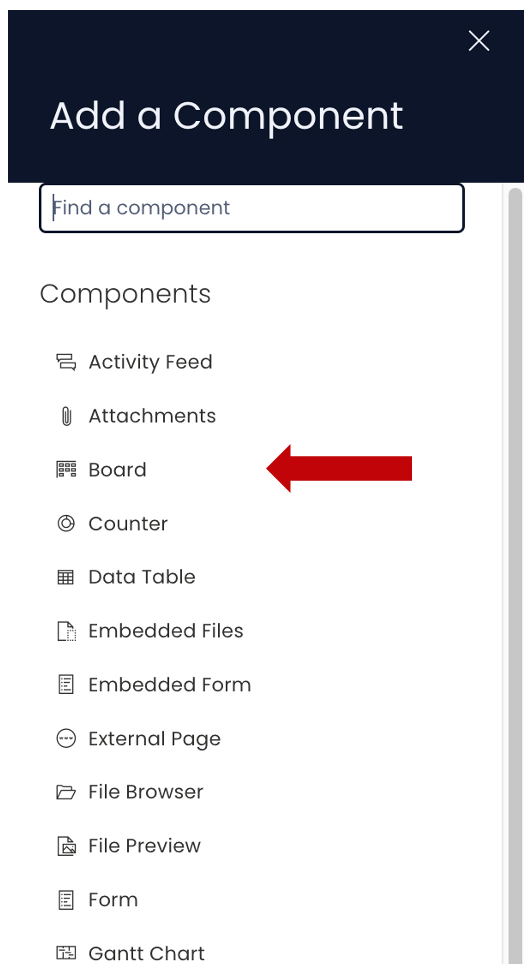 Add a Component
Find a component
Components
Activity Feed
Attachments
Board
Counter
Data Table
Embedded Files
Embedded Form
External Page
File Browser
File Preview
Form
Gantt Chart